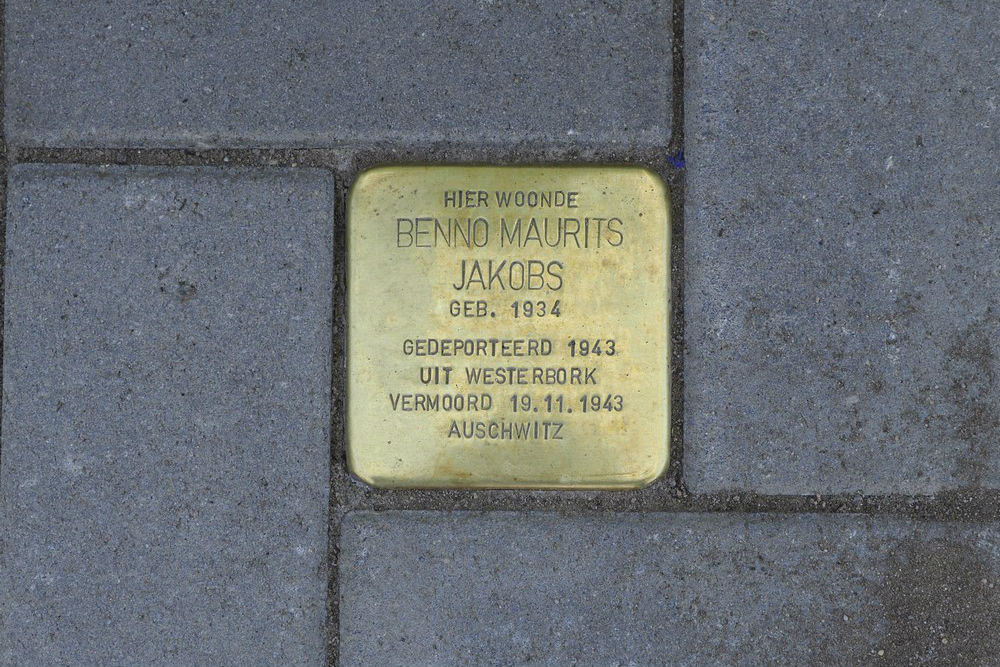 HIER WOONDE
BENNO MAURITS
JAKOBS
GEB. 1934
GEDEPORTEERD 1943
UIT WESTERBORK
VERMOORD 19.11.1943
AUSCHWITZ